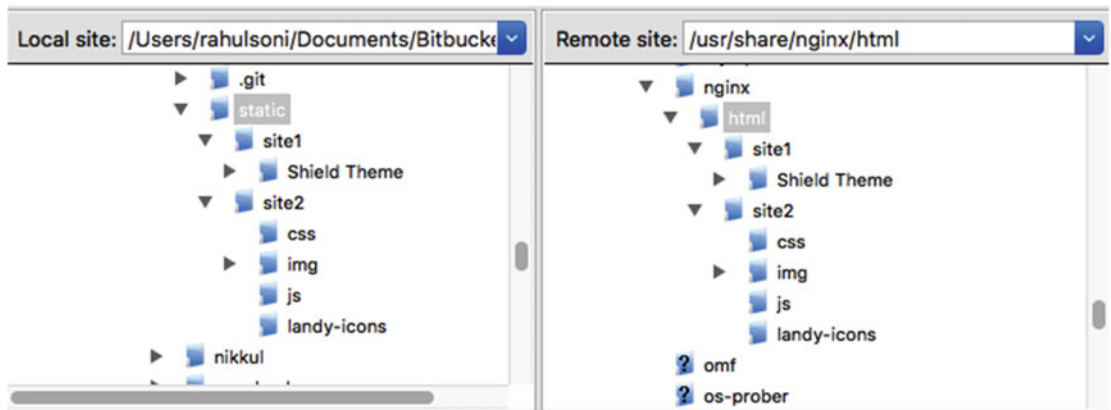 Local site: /Users/rahulsoni/Documents/Bitbucke
.git
static
site1
Shield Theme
site2
css
img
js
landy-icons
nikkul
Remote site: /usr/share/nginx/html
nginx
html
site1
Shield Theme
site2
css
img
js
landy-icons
omf
os-prober